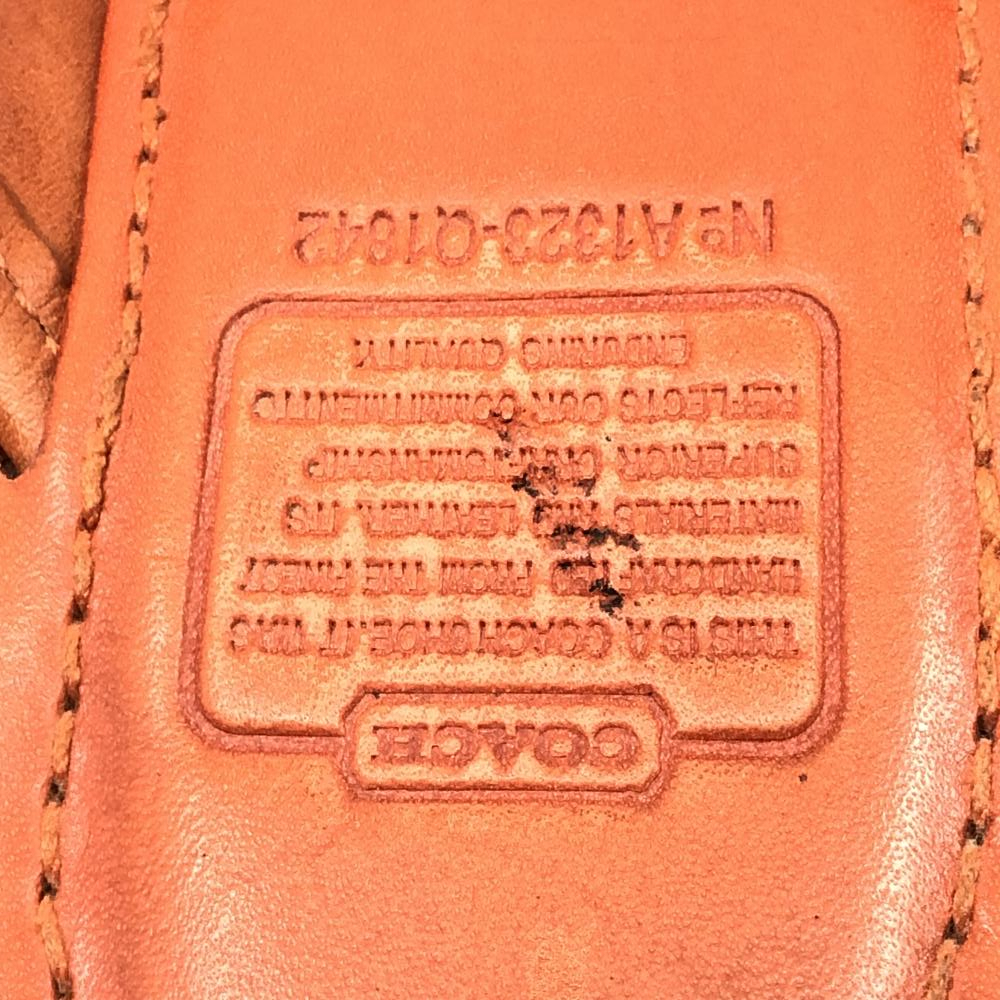 COACH
THIS IS A COACH SHOE. IT WAS
HANDCRAFTED FROM THE FINEST
MATERIALS AND LEATHER. ITS
SUPERIOR CRAFTSMANSHIP
REFLECTS OUR COMMITMENT TO
ENDURING QUALITY.
Nº A1323-Q1842